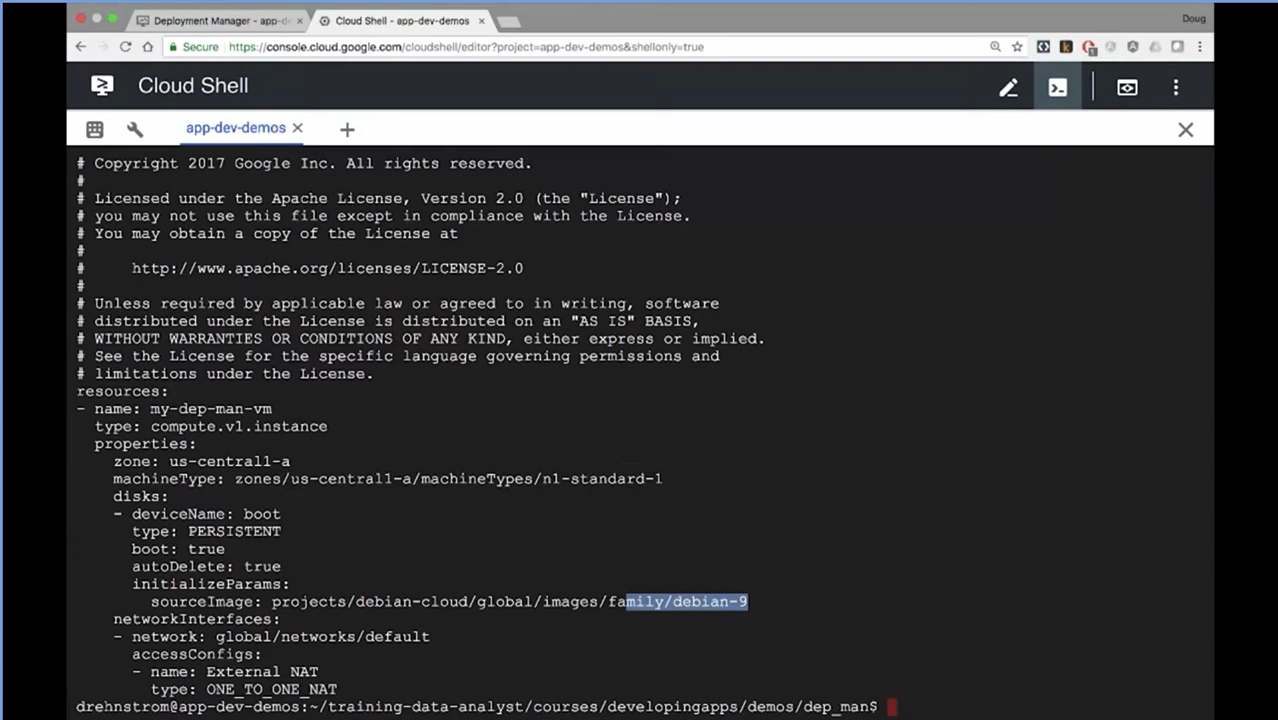 Deployment Manager - app-de
Cloud Shell - app-dev-demos
Doug
Secure https://console.cloud.google.com/cloudshell/editor?project=app-dev-demos&shellonly=true
Cloud Shell
app-dev-demos
# Copyright 2017 Google Inc. All rights reserved.
#
# Licensed under the Apache License, Version 2.0 (the "License");
# you may not use this file except in compliance with the License.
# You may obtain a copy of the License at
#
#     http://www.apache.org/licenses/LICENSE-2.0
#
# Unless required by applicable law or agreed to in writing, software
# distributed under the License is distributed on an "AS IS" BASIS,
# WITHOUT WARRANTIES OR CONDITIONS OF ANY KIND, either express or implied.
# See the License for the specific language governing permissions and
# limitations under the License.
resources:
- name: my-dep-man-vm
  type: compute.v1.instance
  properties:
    zone: us-central1-a
    machineType: zones/us-central1-a/machineTypes/n1-standard-1
    disks:
    - deviceName: boot
      type: PERSISTENT
      boot: true
      autoDelete: true
      initializeParams:
        sourceImage: projects/debian-cloud/global/images/family/debian-9
    networkInterfaces:
    - network: global/networks/default
      accessConfigs:
      - name: External NAT
        type: ONE_TO_ONE_NAT
drehnstrom@app-dev-demos:~/training-data-analyst/courses/developingapps/demos/dep_man$